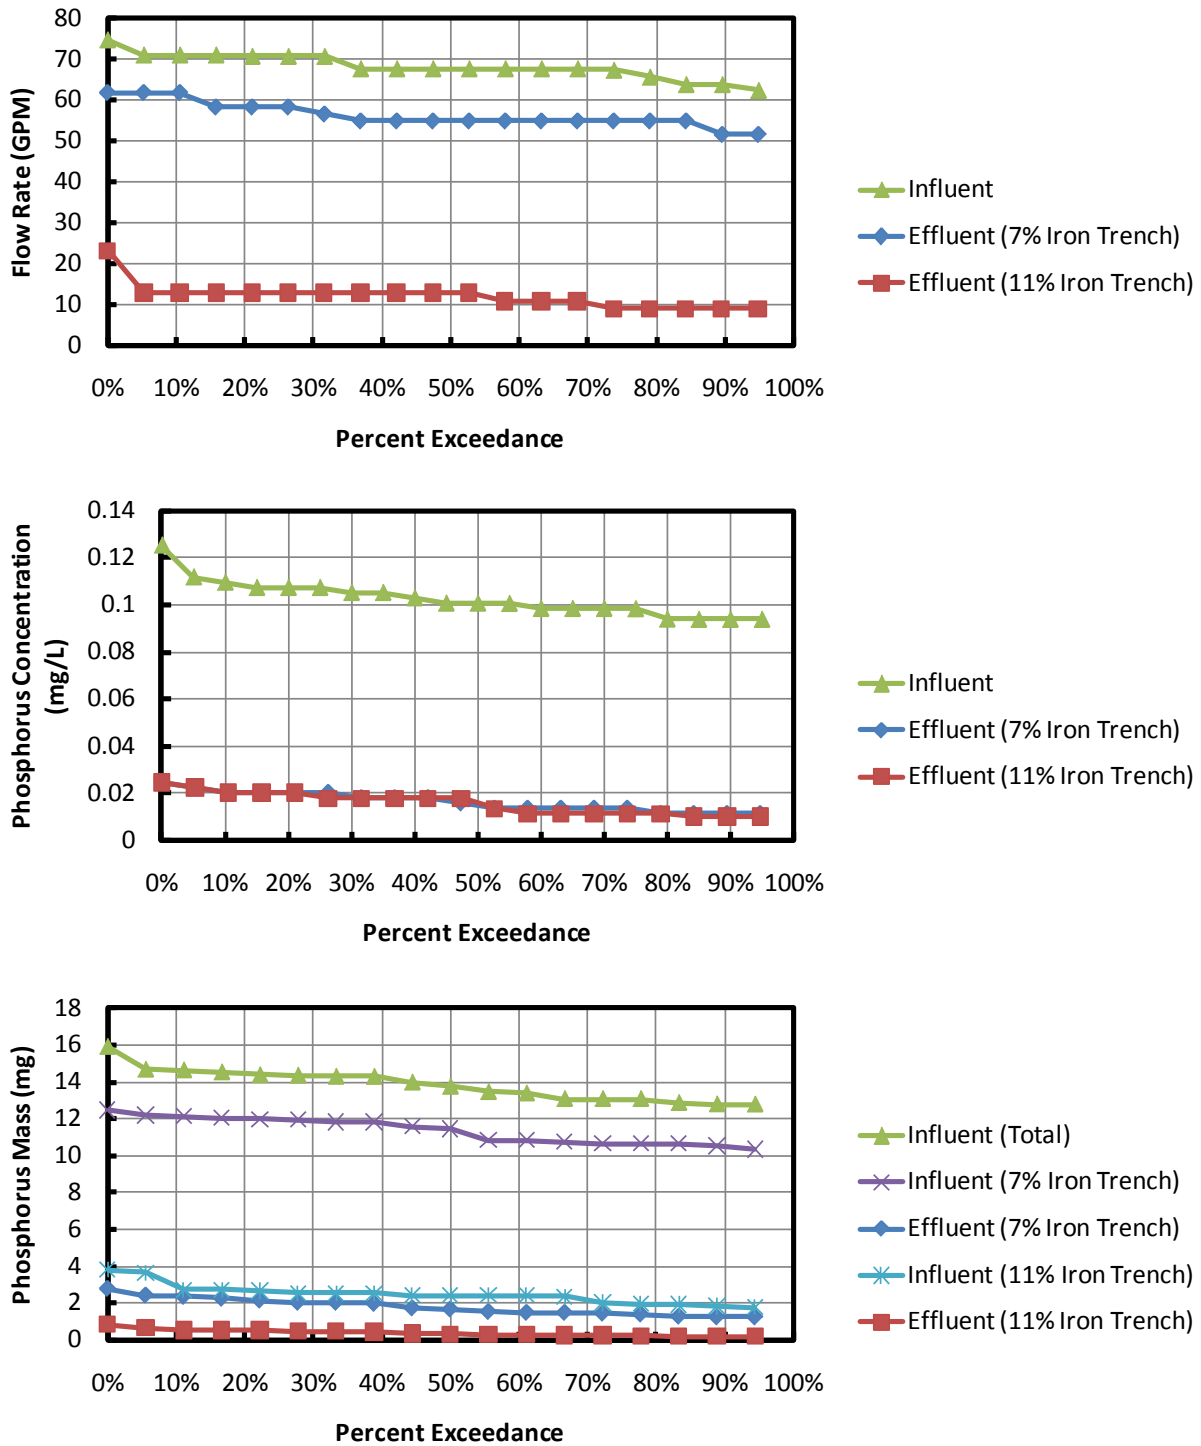 80
70
60
50
40
30
20
10
0
Flow Rate (GPM)
0% 10% 20% 30% 40% 50% 60% 70% 80% 90% 100%
Percent Exceedance
Influent
Effluent (7% Iron Trench)
Effluent (11% Iron Trench)
0.14
0.12
0.1
0.08
0.06
0.04
0.02
0
Phosphorus Concentration
(mg/L)
0% 10% 20% 30% 40% 50% 60% 70% 80% 90% 100%
Percent Exceedance
Influent
Effluent (7% Iron Trench)
Effluent (11% Iron Trench)
18
16
14
12
10
8
6
4
2
0
Phosphorus Mass (mg)
0% 10% 20% 30% 40% 50% 60% 70% 80% 90% 100%
Percent Exceedance
Influent (Total)
Influent (7% Iron Trench)
Effluent (7% Iron Trench)
Influent (11% Iron Trench)
Effluent (11% Iron Trench)